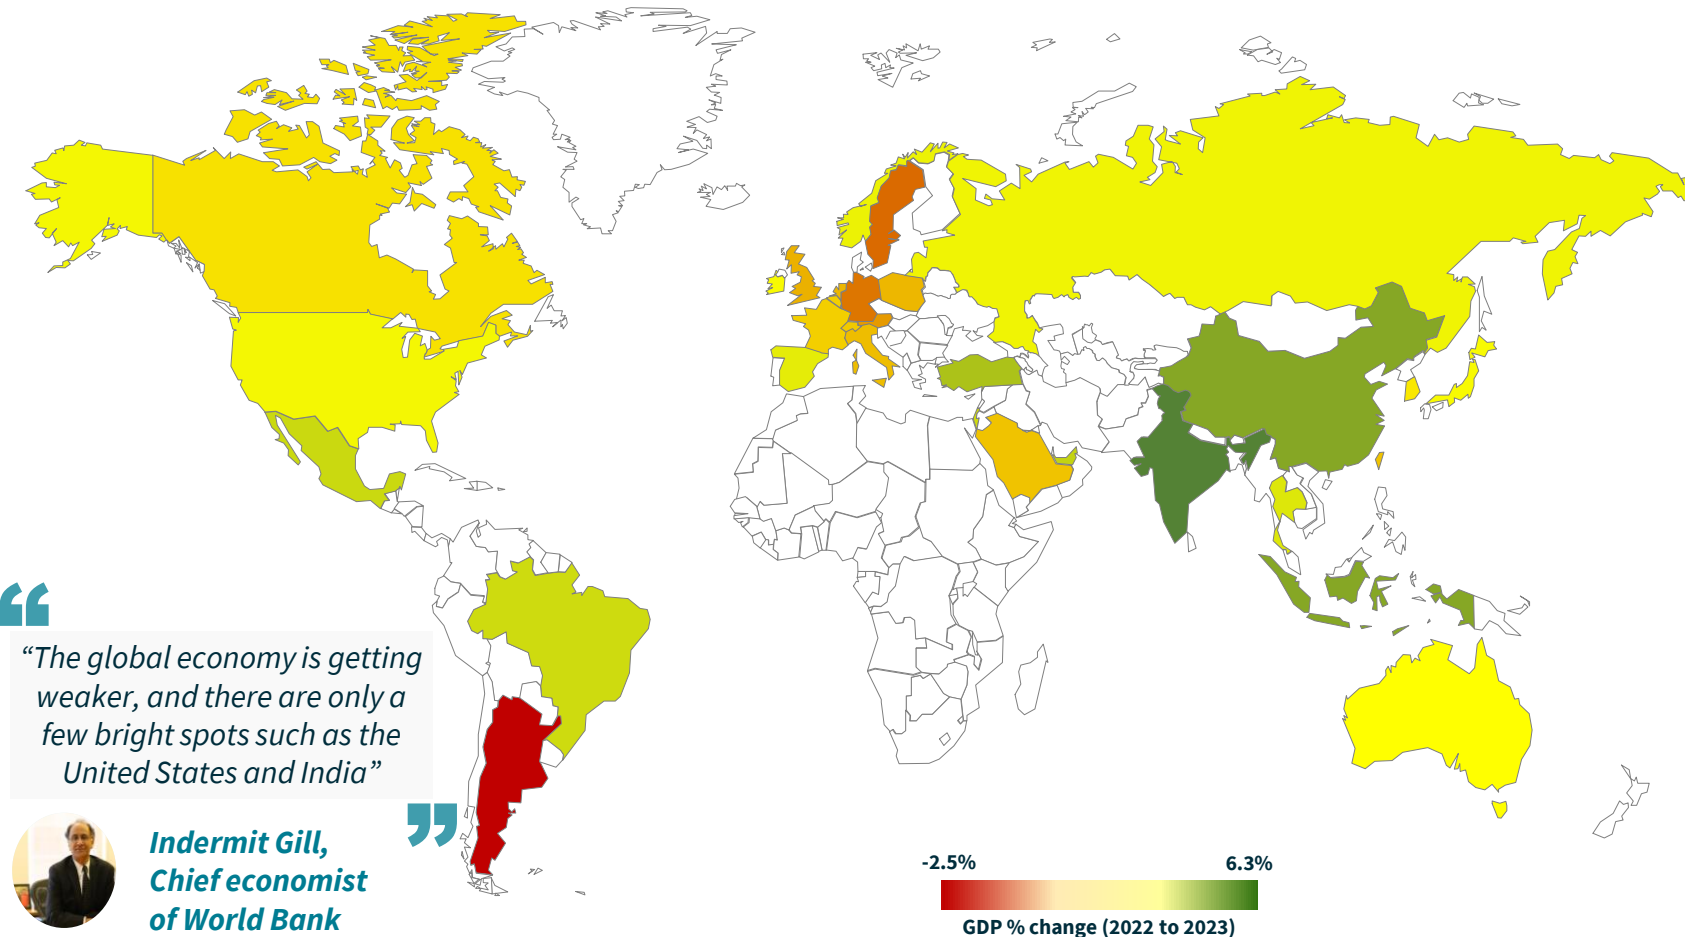 “The global economy is getting
weaker, and there are only a
few bright spots such as the
United States and India”
Indermit Gill,
Chief economist
of World Bank
-2.5%
6.3%
GDP % change (2022 to 2023)